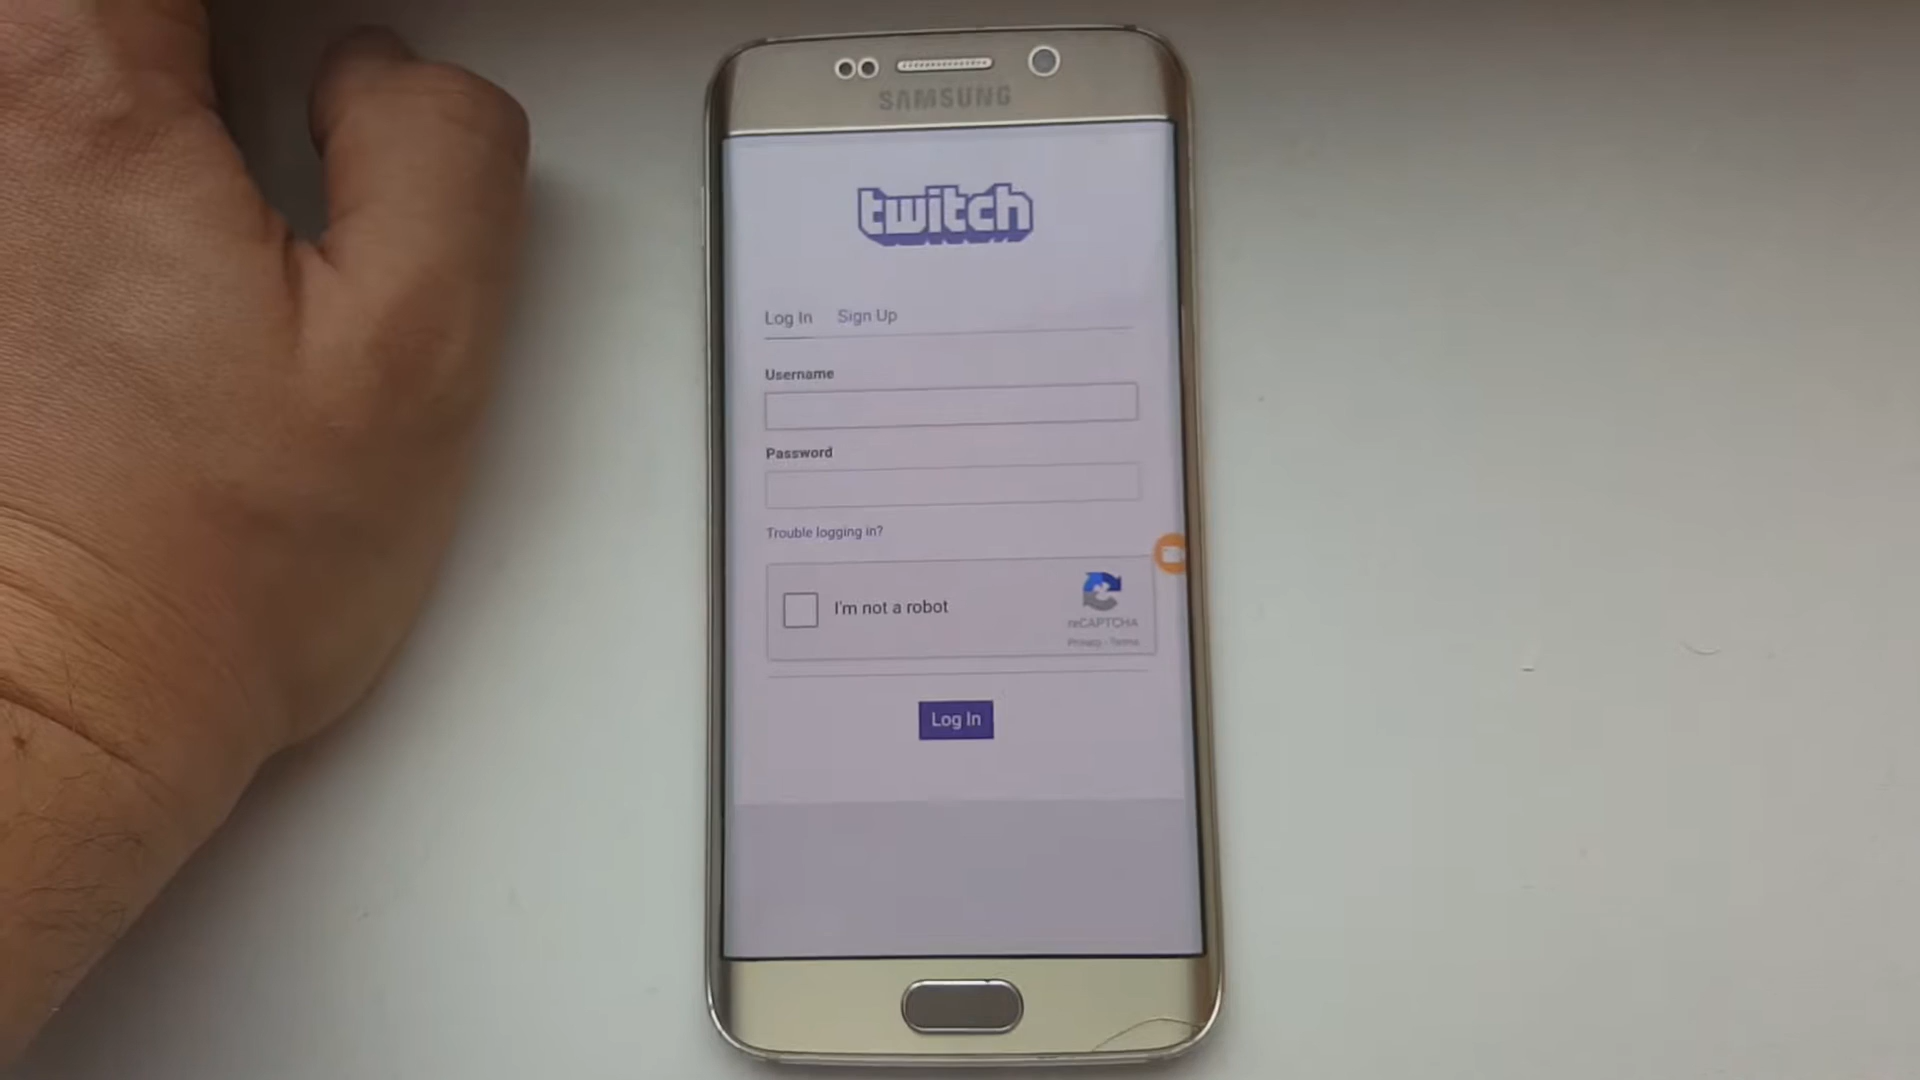 SAMSUNG
twitch
Log In Sign Up
Username
Password
Trouble logging in?
I'm not a robot
reCAPTCHA
Privacy - Terms
Log In